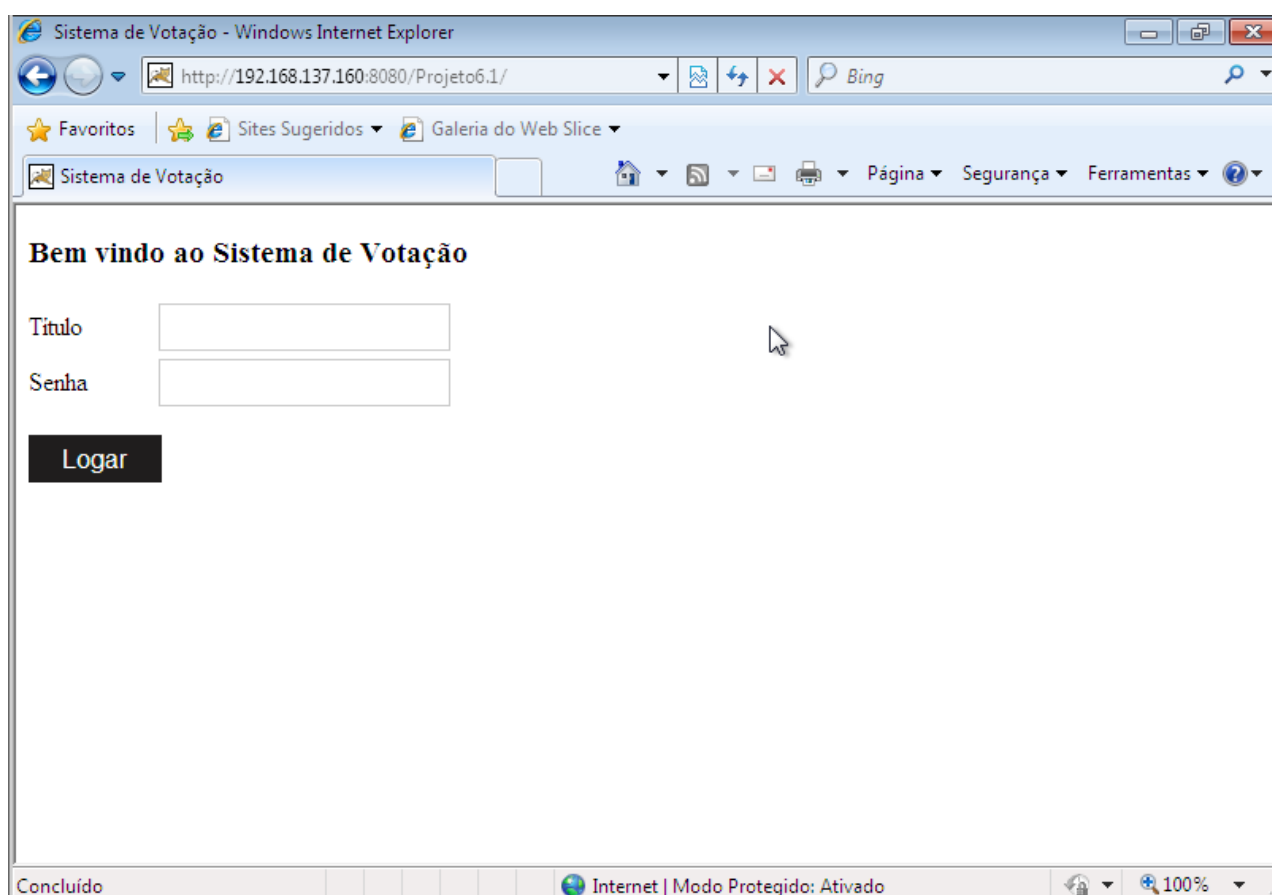 Sistema de Votação - Windows Internet Explorer
http://192.168.137.160:8080/Projeto6.1/
Bing
Favoritos
Sites Sugeridos
Galeria do Web Slice
Sistema de Votação
Página
Segurança
Ferramentas
Bem vindo ao Sistema de Votação
Título
Senha
Logar
Concluído
Internet | Modo Protegido: Ativado
100%